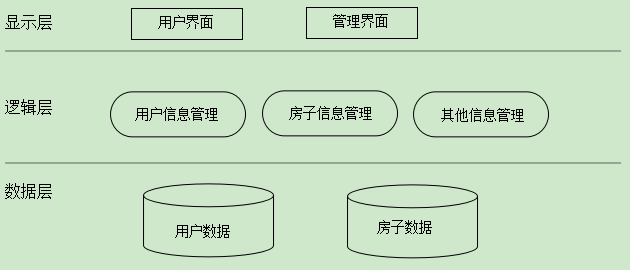 显示层
用户界面
管理界面
逻辑层
用户信息管理
房子信息管理
其他信息管理
数据层
用户数据
房子数据